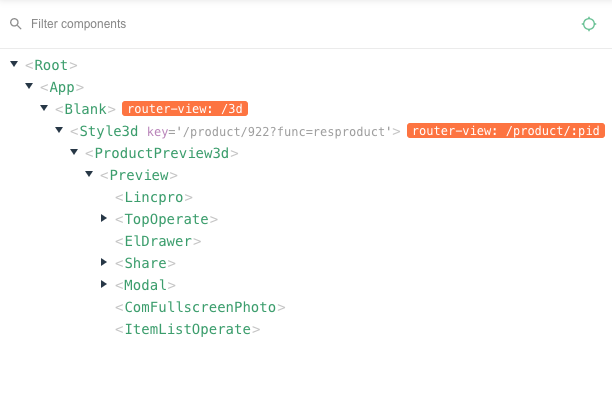 Filter components
<Root>
<App>
<Blank> router-view: /3d
<Style3d key='/product/922?func=resproduct'> router-view: /product/:pid
<ProductPreview3d>
<Preview>
<Lincpro>
<TopOperate>
<ElDrawer>
<Share>
<Modal>
<ComFullscreenPhoto>
<ItemListOperate>